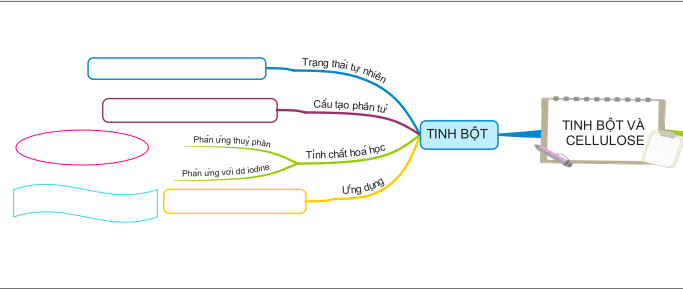 Trạng thái tự nhiên
Cấu tạo phân tử
Phản ứng thuỷ phân
Tính chất hoá học
Phản ứng với dd iodine
Ứng dụng
TINH BỘT
TINH BỘT VÀ
CELLULOSE